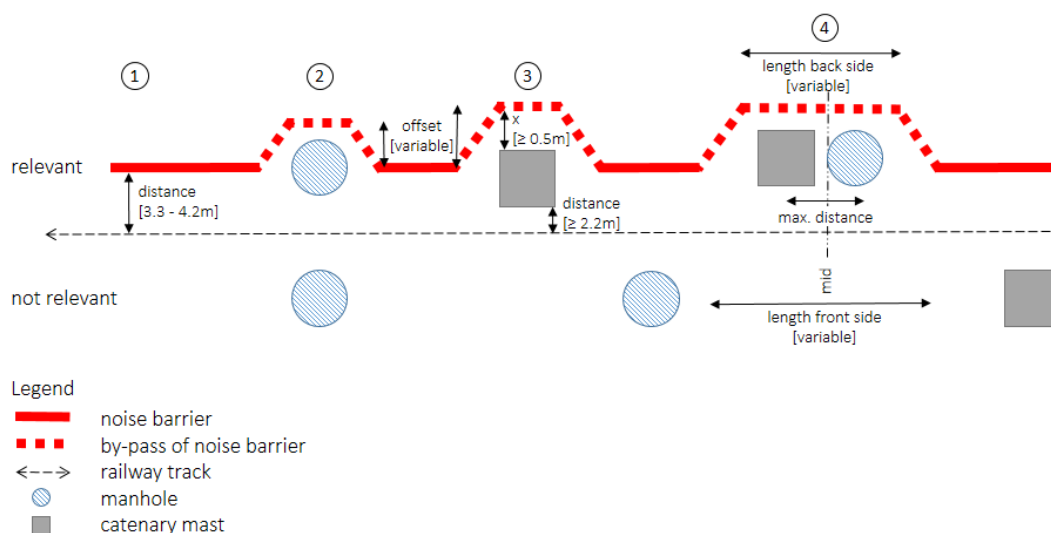 4
length back side
[variable]
1
2
3
offset
[variable]
x
[≥ 0.5m]
relevant
distance
[3.3 - 4.2m]
distance
[≥ 2.2m]
max. distance
mid
not relevant
length front side
[variable]
Legend
noise barrier
by-pass of noise barrier
railway track
manhole
catenary mast